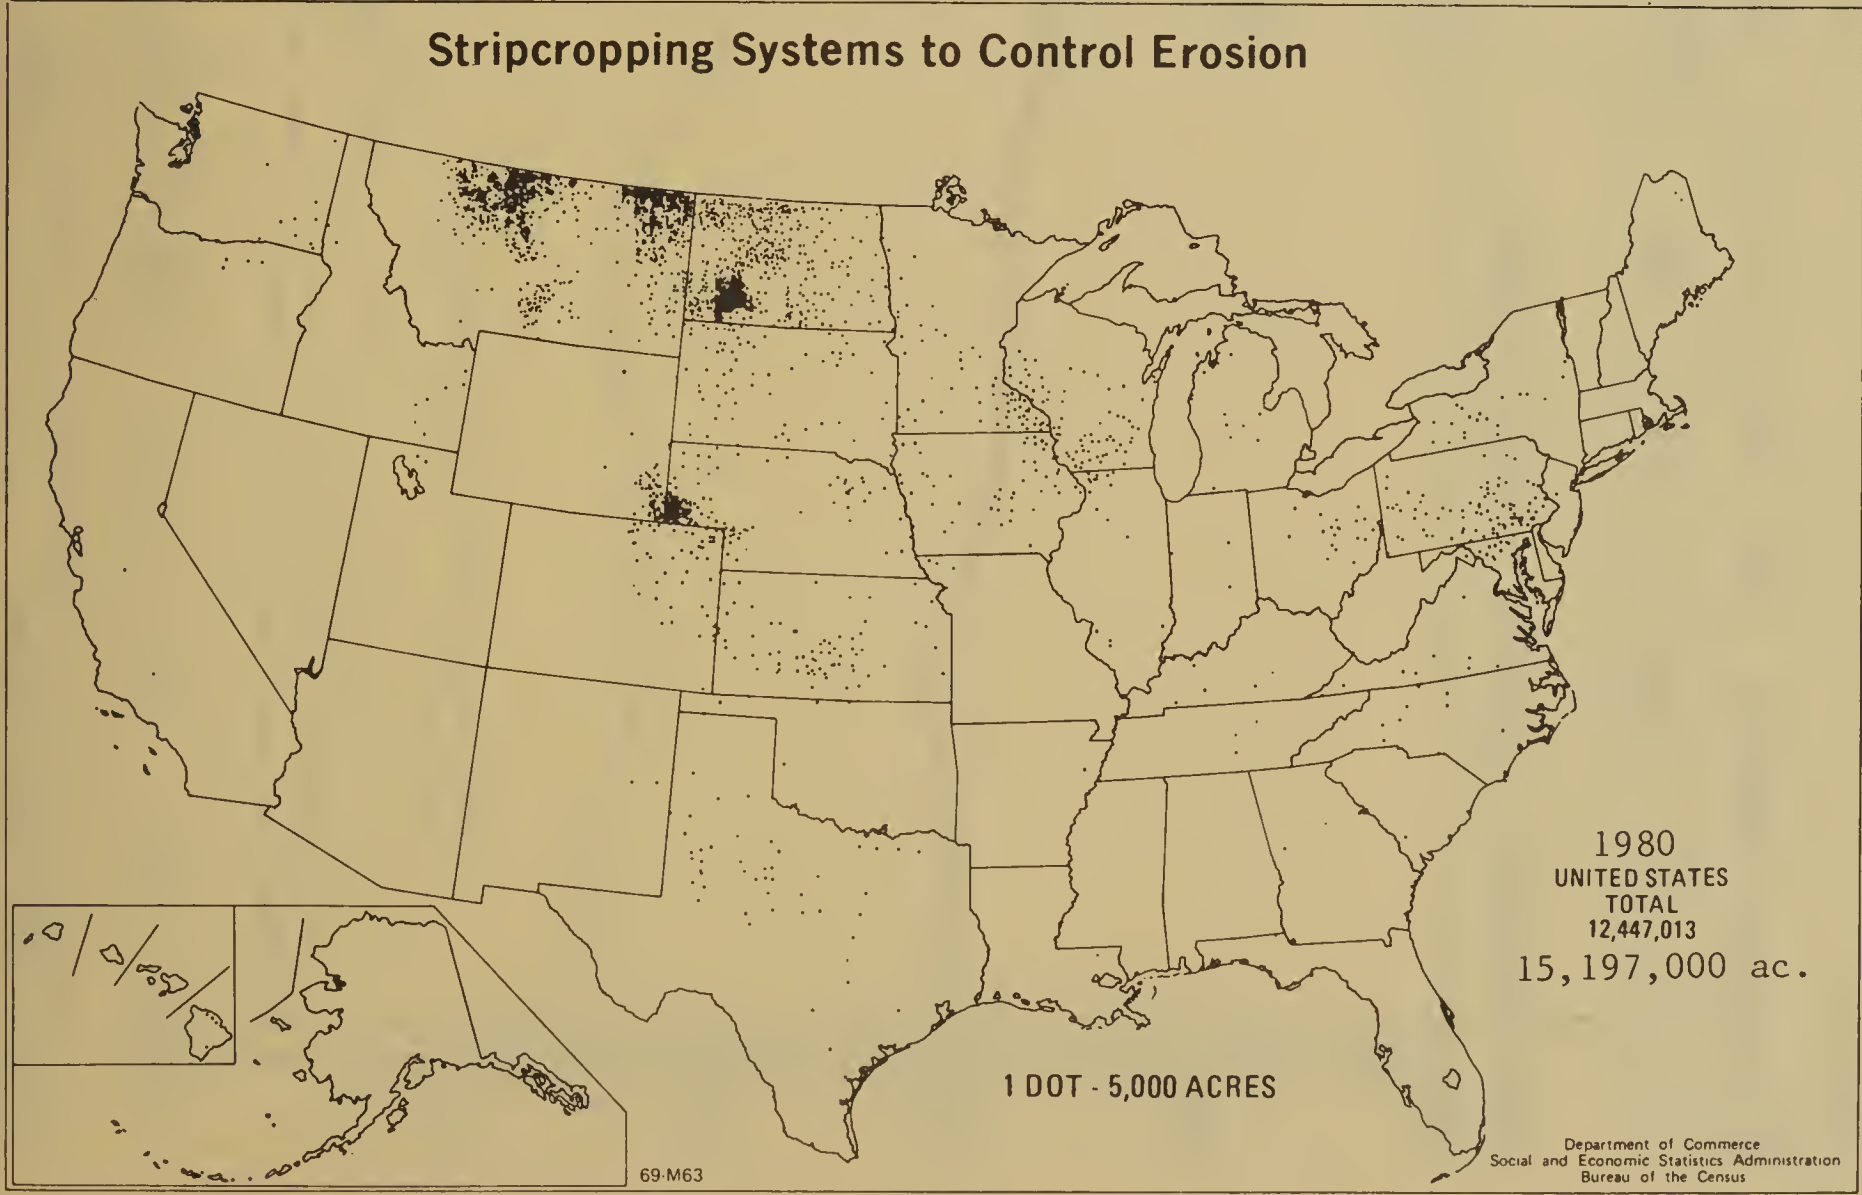 Stripcropping Systems to Control Erosion
1980
UNITED STATES
TOTAL
12,447,013
15,197,000 ac.
1 DOT - 5,000 ACRES
69-M63
Department of Commerce
Social and Economic Statistics Administration
Bureau of the Census